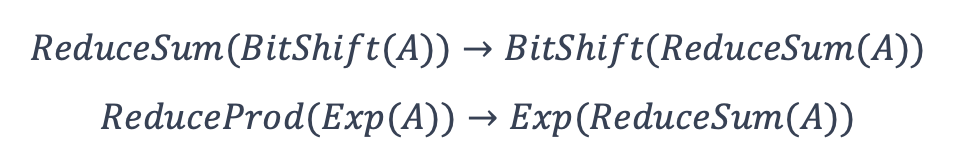 ReduceSum(BitShift(A)) → BitShift(ReduceSum(A))
ReduceProd(Exp(A)) → Exp(ReduceSum(A))